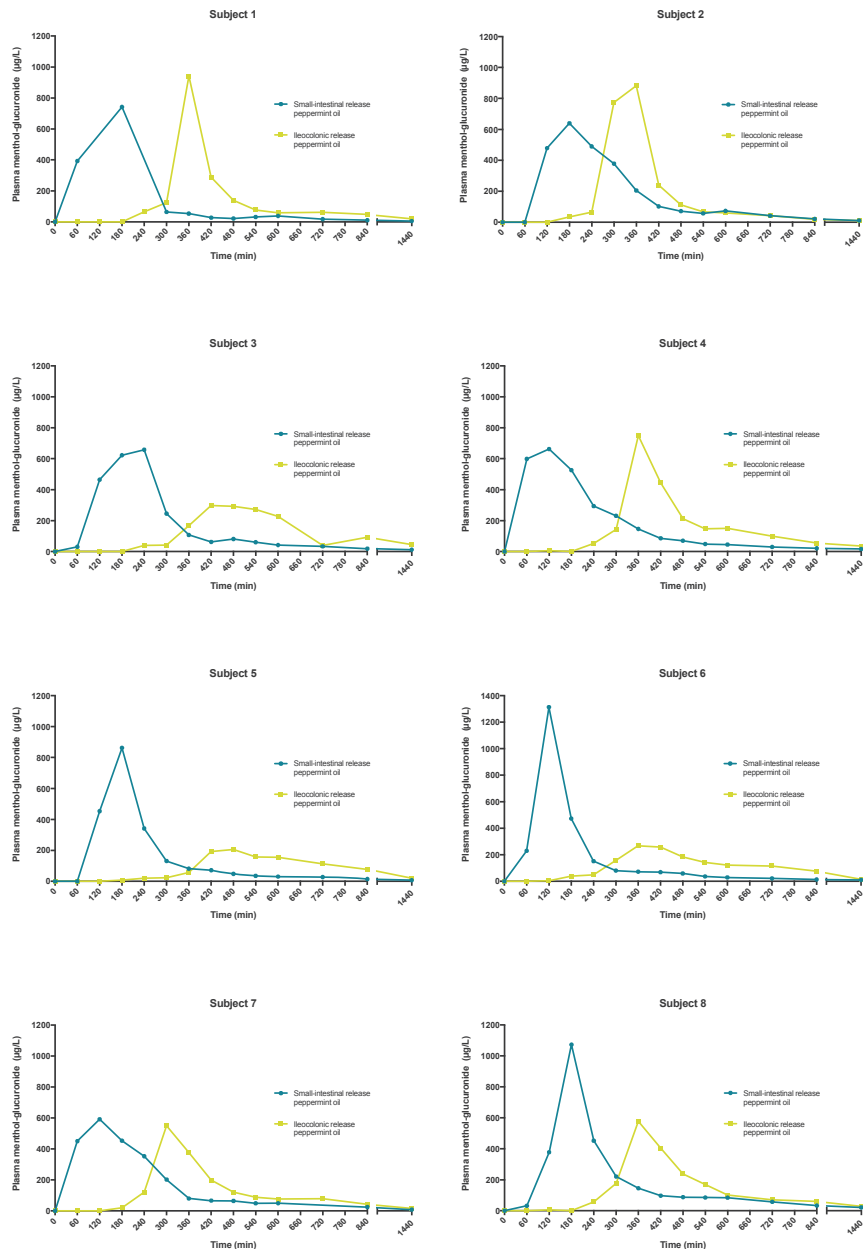 Subject 1
Plasma menthol-glucuronide (µg/L)
1200
1000
800
600
400
200
0
Small-intestinal release
peppermint oil
Ileocolonic release
peppermint oil
0 60 120 180 240 300 360 420 480 540 600 660 720 780 840 1440
Time (min)
Subject 2
Plasma menthol-glucuronide (µg/L)
1200
1000
800
600
400
200
0
Small-intestinal release
peppermint oil
Ileocolonic release
peppermint oil
0 60 120 180 240 300 360 420 480 540 600 660 720 780 840 1440
Time (min)
Subject 3
Plasma menthol-glucuronide (µg/L)
1200
1000
800
600
400
200
0
Small-intestinal release
peppermint oil
Ileocolonic release
peppermint oil
0 60 120 180 240 300 360 420 480 540 600 660 720 780 840 1440
Time (min)
Subject 4
Plasma menthol-glucuronide (µg/L)
1200
1000
800
600
400
200
0
Small-intestinal release
peppermint oil
Ileocolonic release
peppermint oil
0 60 120 180 240 300 360 420 480 540 600 660 720 780 840 1440
Time (min)
Subject 5
Plasma menthol-glucuronide (µg/L)
1200
1000
800
600
400
200
0
Small-intestinal release
peppermint oil
Ileocolonic release
peppermint oil
0 60 120 180 240 300 360 420 480 540 600 660 720 780 840 1440
Time (min)
Subject 6
Plasma menthol-glucuronide (µg/L)
1400
1200
1000
800
600
400
200
0
Small-intestinal release
peppermint oil
Ileocolonic release
peppermint oil
0 60 120 180 240 300 360 420 480 540 600 660 720 780 840 1440
Time (min)
Subject 7
Plasma menthol-glucuronide (µg/L)
1200
1000
800
600
400
200
0
Small-intestinal release
peppermint oil
Ileocolonic release
peppermint oil
0 60 120 180 240 300 360 420 480 540 600 660 720 780 840 1440
Time (min)
Subject 8
Plasma menthol-glucuronide (µg/L)
1200
1000
800
600
400
200
0
Small-intestinal release
peppermint oil
Ileocolonic release
peppermint oil
0 60 120 180 240 300 360 420 480 540 600 660 720 780 840 1440
Time (min)